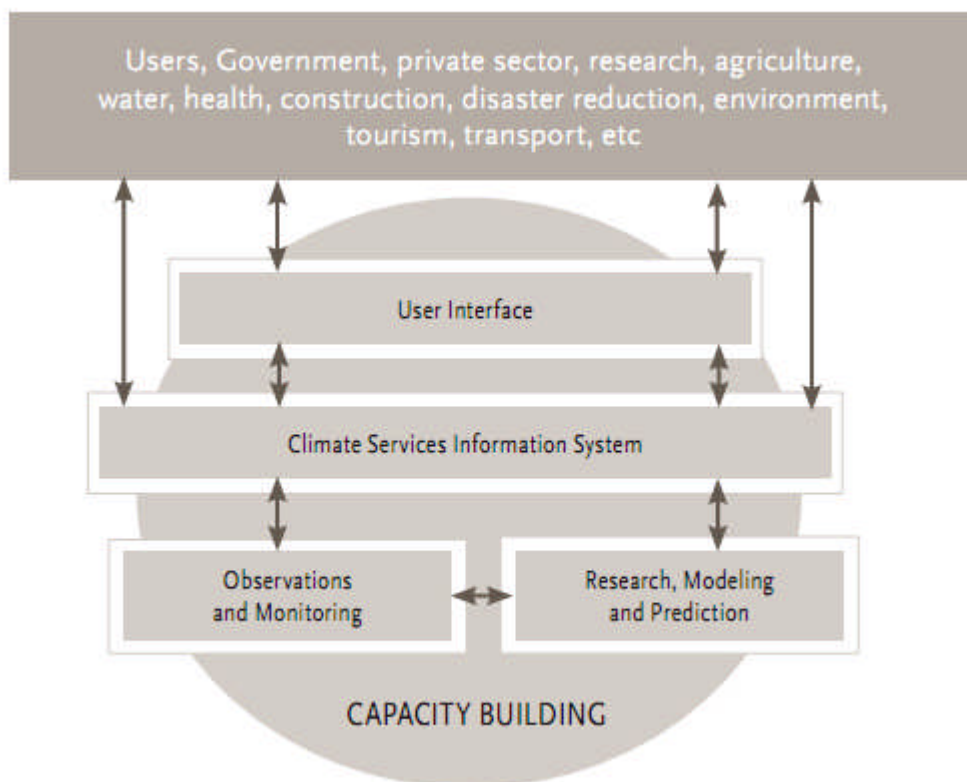 Users, Government, private sector, research, agriculture,
water, health, construction, disaster reduction, environment,
tourism, transport, etc
User Interface
Climate Services Information System
Observations
and Monitoring
Research, Modeling
and Prediction
CAPACITY BUILDING